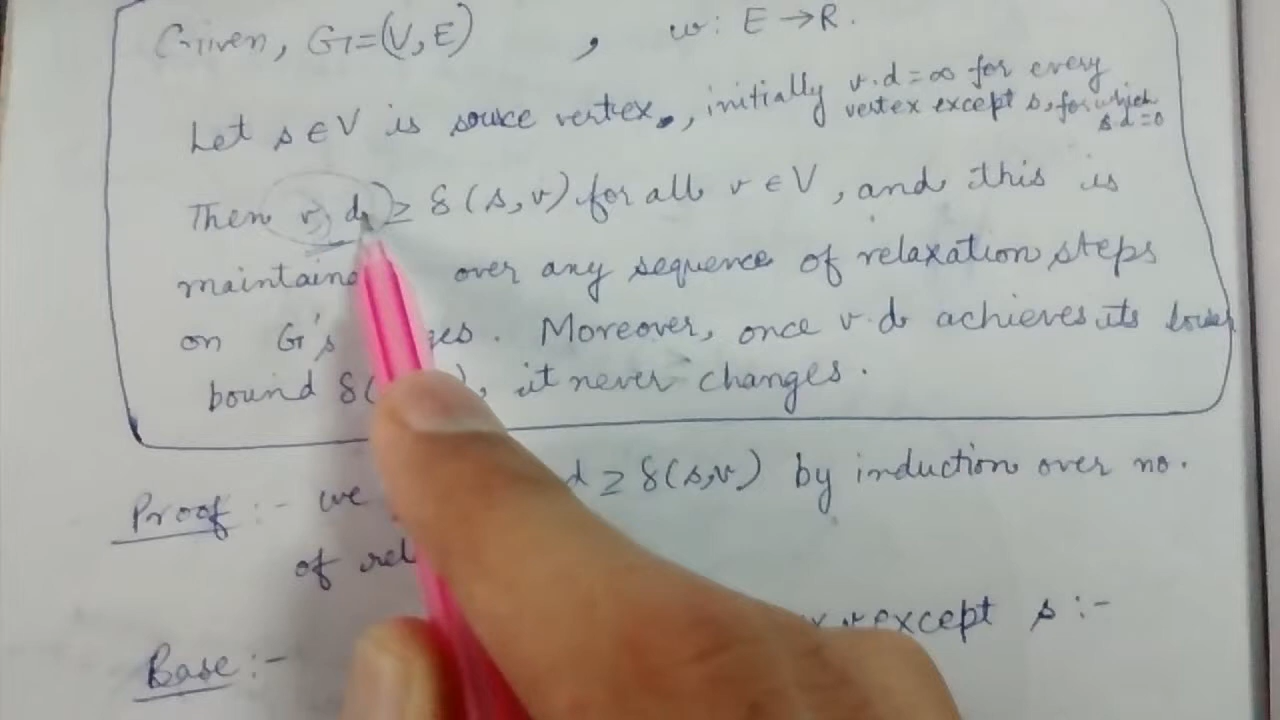 Given, G=(V,E) , w: E→R.
Let s∈V is source vertex, initially v.d=∞ for every
vertex except s, for which
s.d=0
Then v.d ≥ δ(s,v) for all v∈V, and this is
over any sequence of relaxation steps
on G's . Moreover, once v.d achieves its lower
bound δ( ), it never changes.
Proof :- we d ≥ δ(s,v) by induction over no.
of
except s :-
Base :-